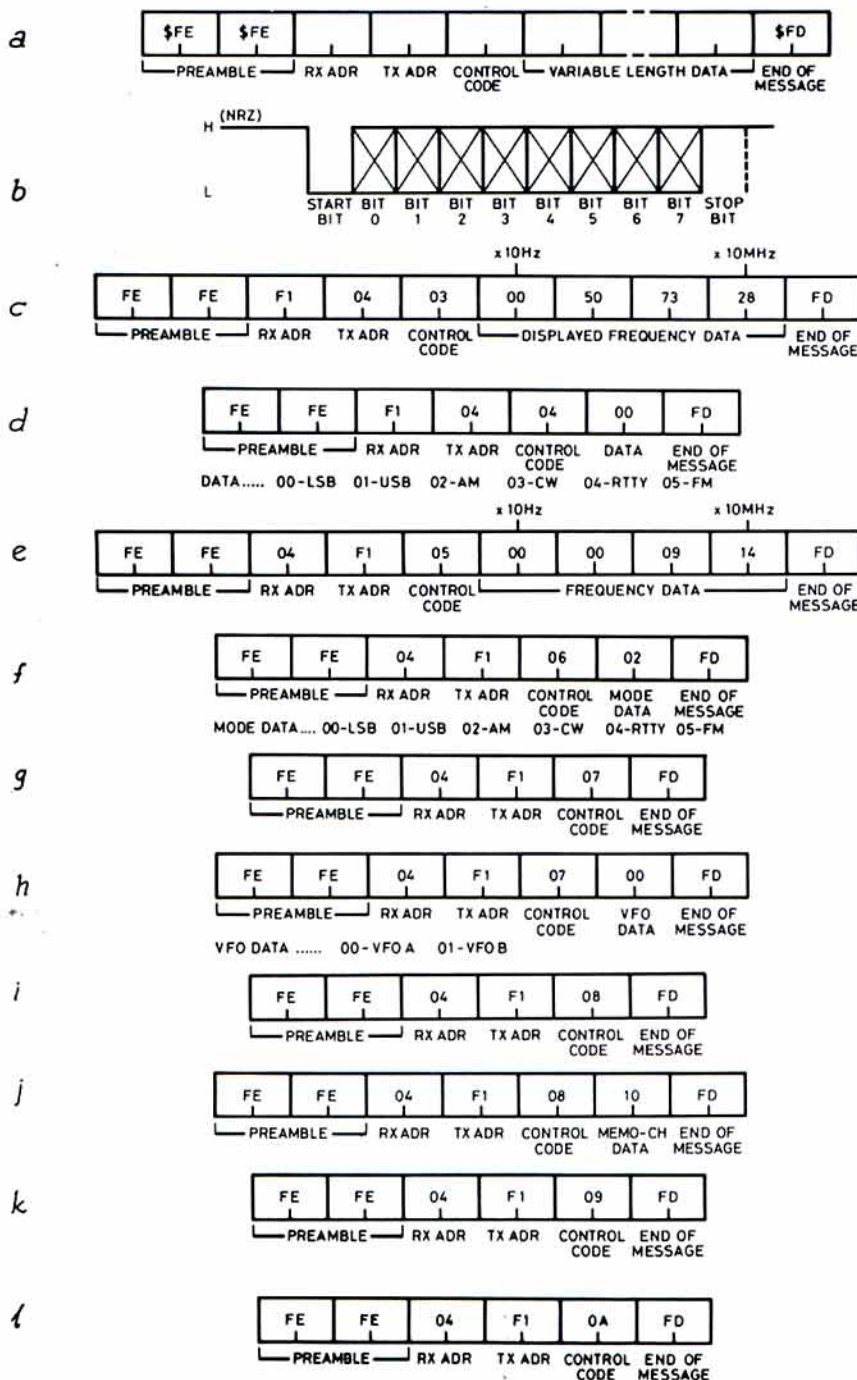 a
$FE $FE $FD
PREAMBLE RX ADR TX ADR CONTROL CODE VARIABLE LENGTH DATA END OF MESSAGE
b
H (NRZ)
L
START BIT BIT 0 BIT 1 BIT 2 BIT 3 BIT 4 BIT 5 BIT 6 BIT 7 STOP BIT
c
x 10Hz x 10MHz
FE FE F1 04 03 00 50 73 28 FD
PREAMBLE RX ADR TX ADR CONTROL CODE DISPLAYED FREQUENCY DATA END OF MESSAGE
d
FE FE F1 04 04 00 FD
PREAMBLE RX ADR TX ADR CONTROL CODE DATA END OF MESSAGE
DATA..... 00-LSB 01-USB 02-AM 03-CW 04-RTTY 05-FM
e
x 10Hz x 10MHz
FE FE 04 F1 05 00 00 09 14 FD
PREAMBLE RX ADR TX ADR CONTROL CODE FREQUENCY DATA END OF MESSAGE
f
FE FE 04 F1 06 02 FD
PREAMBLE RX ADR TX ADR CONTROL CODE MODE DATA END OF MESSAGE
MODE DATA.... 00-LSB 01-USB 02-AM 03-CW 04-RTTY 05-FM
g
FE FE 04 F1 07 FD
PREAMBLE RX ADR TX ADR CONTROL CODE END OF MESSAGE
h
FE FE 04 F1 07 00 FD
PREAMBLE RX ADR TX ADR CONTROL CODE VFO DATA END OF MESSAGE
VFO DATA ...... 00-VFO A 01-VFO B
i
FE FE 04 F1 08 FD
PREAMBLE RX ADR TX ADR CONTROL CODE END OF MESSAGE
j
FE FE 04 F1 08 10 FD
PREAMBLE RX ADR TX ADR CONTROL CODE MEMO-CH DATA END OF MESSAGE
k
FE FE 04 F1 09 FD
PREAMBLE RX ADR TX ADR CONTROL CODE END OF MESSAGE
l
FE FE 04 F1 0A FD
PREAMBLE RX ADR TX ADR CONTROL CODE END OF MESSAGE